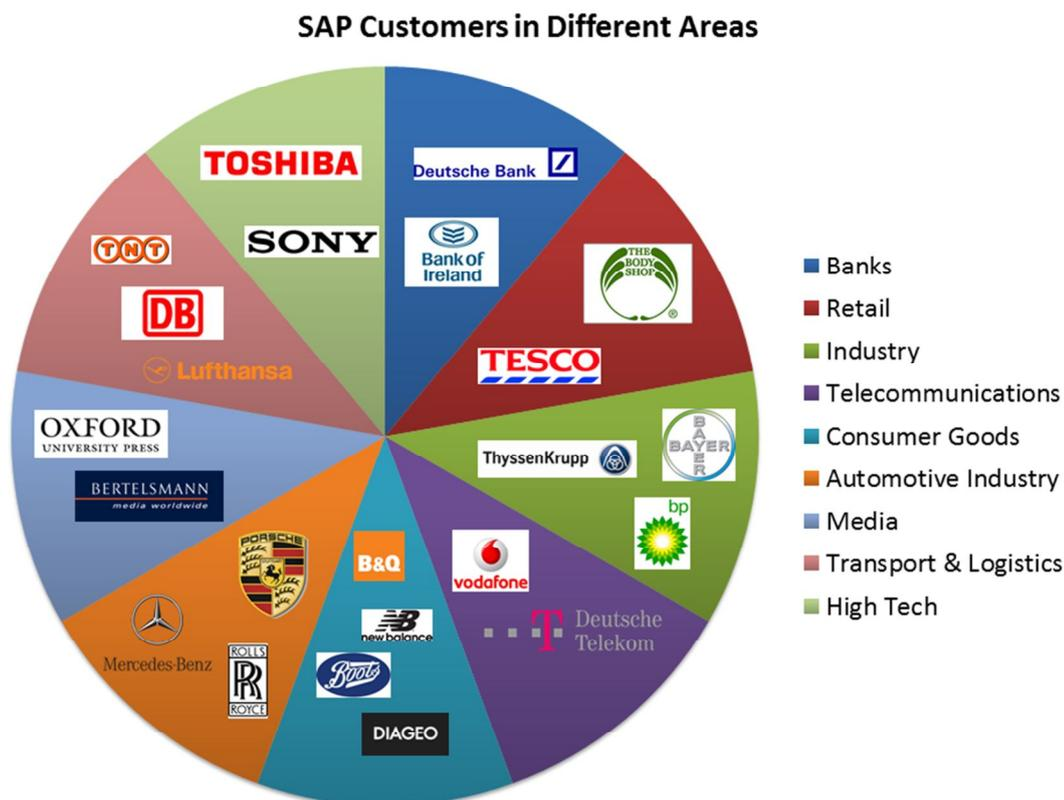 SAP Customers in Different Areas
TOSHIBA
SONY
Deutsche Bank
Bank of
Ireland
THE
BODY
SHOP
®
TESCO
ThyssenKrupp
BAYER
BAYER
bp
vodafone
T
Deutsche
Telekom
B&Q
NB
new balance
Boots
DIAGEO
PORSCHE
Mercedes-Benz
ROLLS
RR
ROYCE
OXFORD
UNIVERSITY PRESS
BERTELSMANN
media worldwide
TNT
DB
Lufthansa
Banks
Retail
Industry
Telecommunications
Consumer Goods
Automotive Industry
Media
Transport & Logistics
High Tech